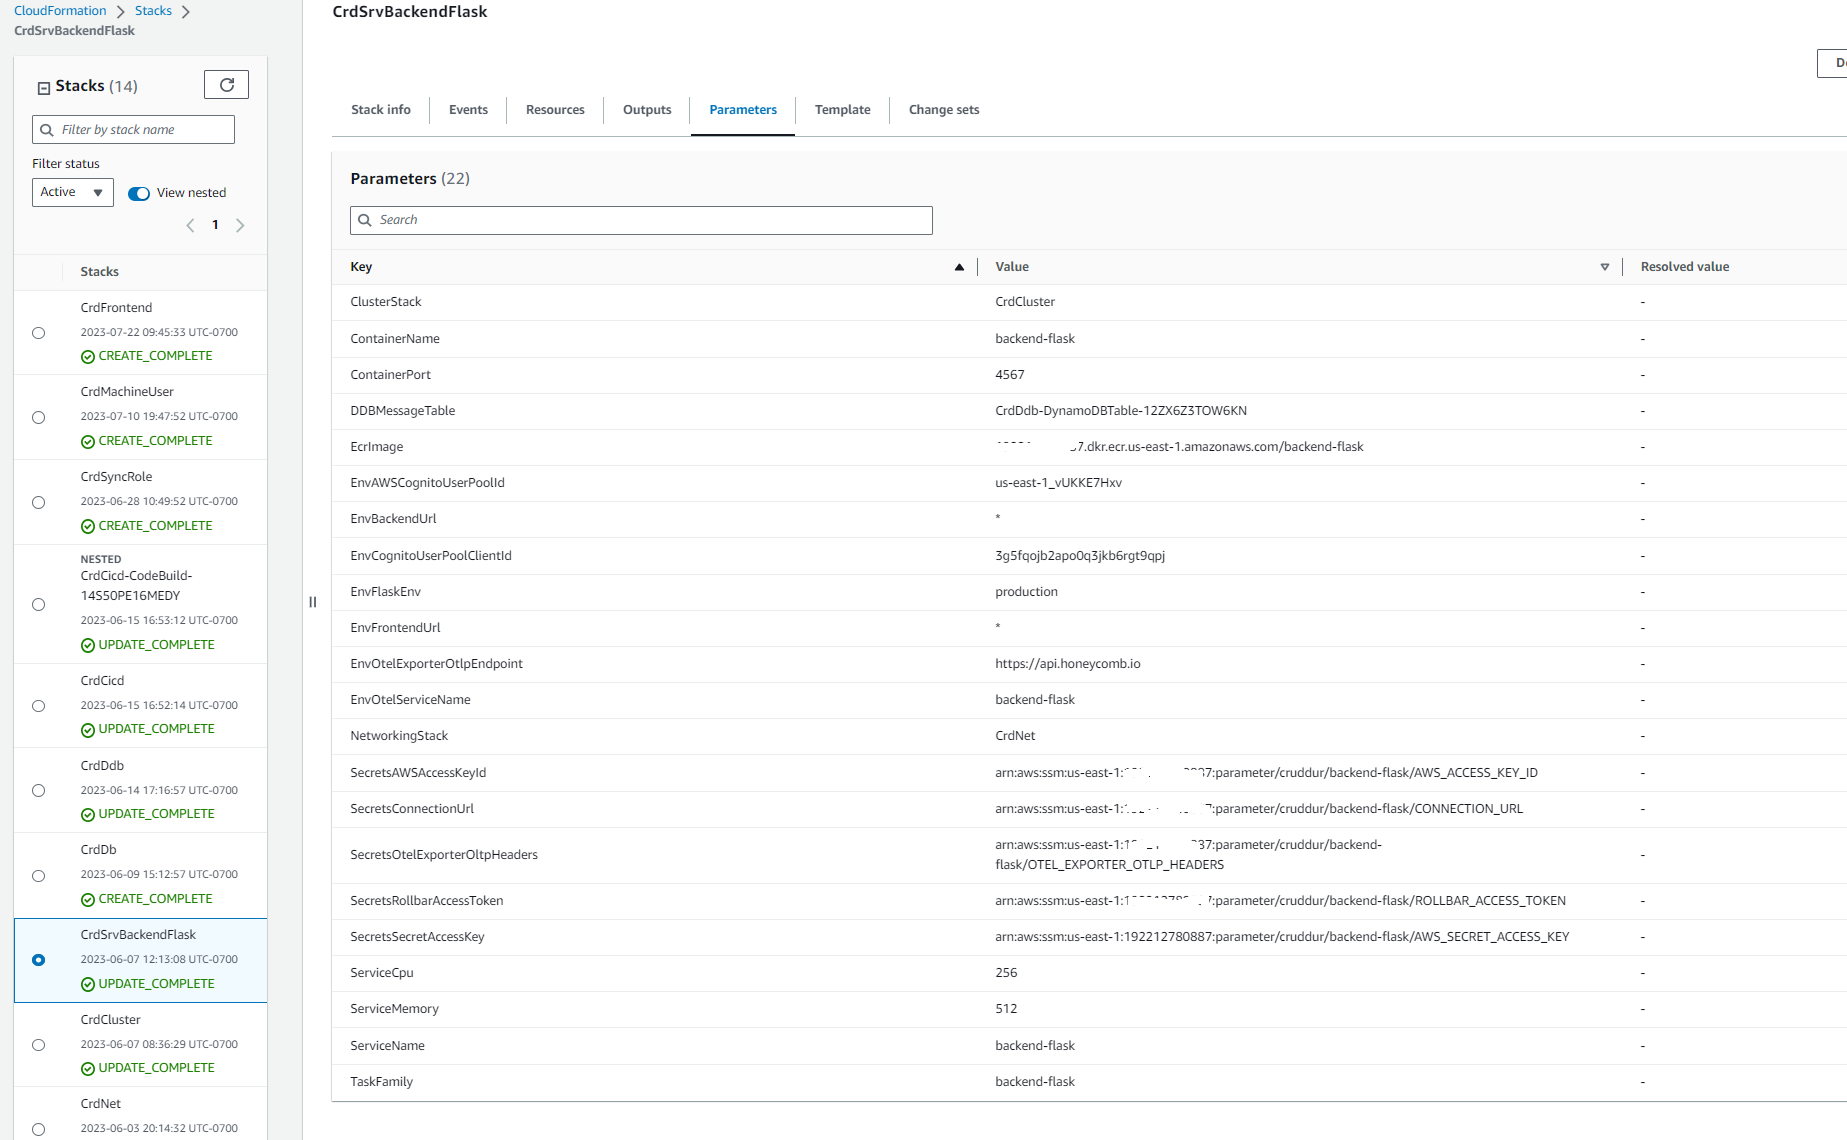 CloudFormation
Stacks
CrdSrvBackendFlask
Stacks (14)
Filter by stack name
Filter status
Active
View nested
1
Stacks
CrdFrontend
2023-07-22 09:45:33 UTC-0700
CREATE_COMPLETE
CrdMachineUser
2023-07-10 19:47:52 UTC-0700
CREATE_COMPLETE
CrdSyncRole
2023-06-28 10:49:52 UTC-0700
CREATE_COMPLETE
NESTED
CrdCicd-CodeBuild-
14S50PE16MEDY
2023-06-15 16:53:12 UTC-0700
UPDATE_COMPLETE
CrdCicd
2023-06-15 16:52:14 UTC-0700
UPDATE_COMPLETE
CrdDdb
2023-06-14 17:16:57 UTC-0700
UPDATE_COMPLETE
CrdDb
2023-06-09 15:12:57 UTC-0700
CREATE_COMPLETE
CrdSrvBackendFlask
2023-06-07 12:13:08 UTC-0700
UPDATE_COMPLETE
CrdCluster
2023-06-07 08:36:29 UTC-0700
UPDATE_COMPLETE
CrdNet
2023-06-03 20:14:32 UTC-0700
CrdSrvBackendFlask
Stack info Events Resources Outputs Parameters Template Change sets
Parameters (22)
Search
Key Value Resolved value
ClusterStack CrdCluster -
ContainerName backend-flask -
ContainerPort 4567 -
DDBMessageTable CrdDdb-DynamoDBTable-12ZX6Z3TOW6KN -
EcrImage 7.dkr.ecr.us-east-1.amazonaws.com/backend-flask -
EnvAWSCognitoUserPoolId us-east-1_vUKKE7Hxv -
EnvBackendUrl * -
EnvCognitoUserPoolClientId 3g5fqojb2apo0q3jkb6rgt9qpj -
EnvFlaskEnv production -
EnvFrontendUrl * -
EnvOtelExporterOtlpEndpoint https://api.honeycomb.io -
EnvOtelServiceName backend-flask -
NetworkingStack CrdNet -
SecretsAWSAccessKeyId arn:aws:ssm:us-east-1: :parameter/cruddur/backend-flask/AWS_ACCESS_KEY_ID -
SecretsConnectionUrl arn:aws:ssm:us-east-1: :parameter/cruddur/backend-flask/CONNECTION_URL -
SecretsOtelExporterOltpHeaders arn:aws:ssm:us-east-1: :parameter/cruddur/backend-
flask/OTEL_EXPORTER_OTLP_HEADERS -
SecretsRollbarAccessToken arn:aws:ssm:us-east-1: :parameter/cruddur/backend-flask/ROLLBAR_ACCESS_TOKEN -
SecretsSecretAccessKey arn:aws:ssm:us-east-1:192212780887:parameter/cruddur/backend-flask/AWS_SECRET_ACCESS_KEY -
ServiceCpu 256 -
ServiceMemory 512 -
ServiceName backend-flask -
TaskFamily backend-flask -